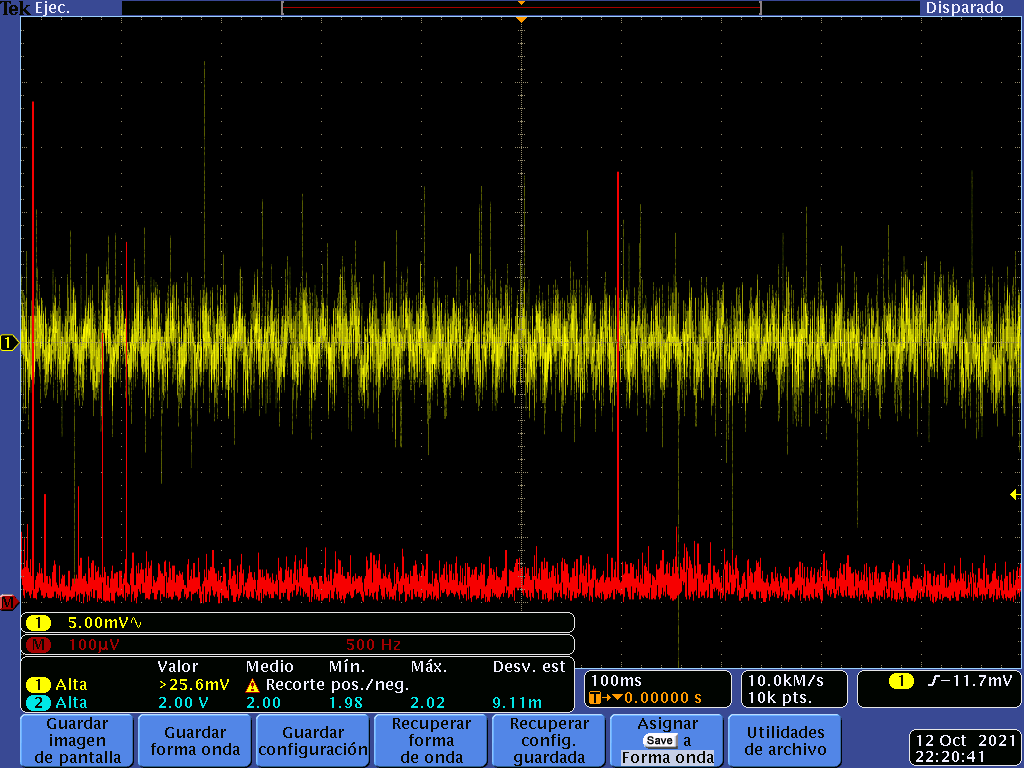 Tek Ejec. Disparado
1
M
1 5.00mV∿
M 100μV 500 Hz
Valor Medio Mín. Máx. Desv. est
1 Alta >25.6mV Recorte pos./neg.
2 Alta 2.00 V 2.00 1.98 2.02 9.11m
100ms
T→▼0.00000 s
10.0kM/s
10k pts.
1 ∫−11.7mV
Guardar
imagen
de pantalla
Guardar
forma onda
Guardar
configuración
Recuperar
forma
de onda
Recuperar
config.
guardada
Asignar
Save a
Forma onda
Utilidades
de archivo
12 Oct 2021
22:20:41